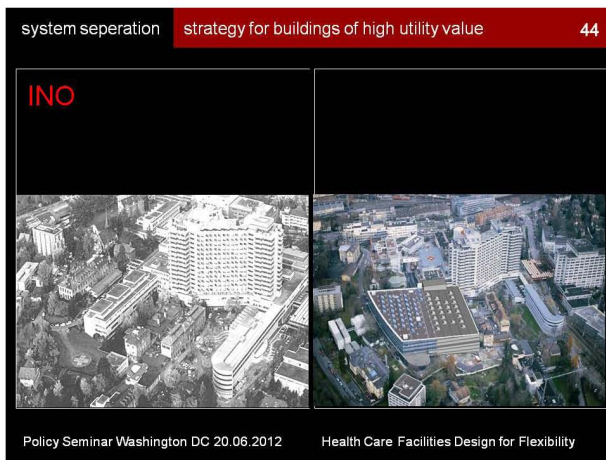 system seperation strategy for buildings of high utility value 44
INO
Policy Seminar Washington DC 20.06.2012 Health Care Facilities Design for Flexibility